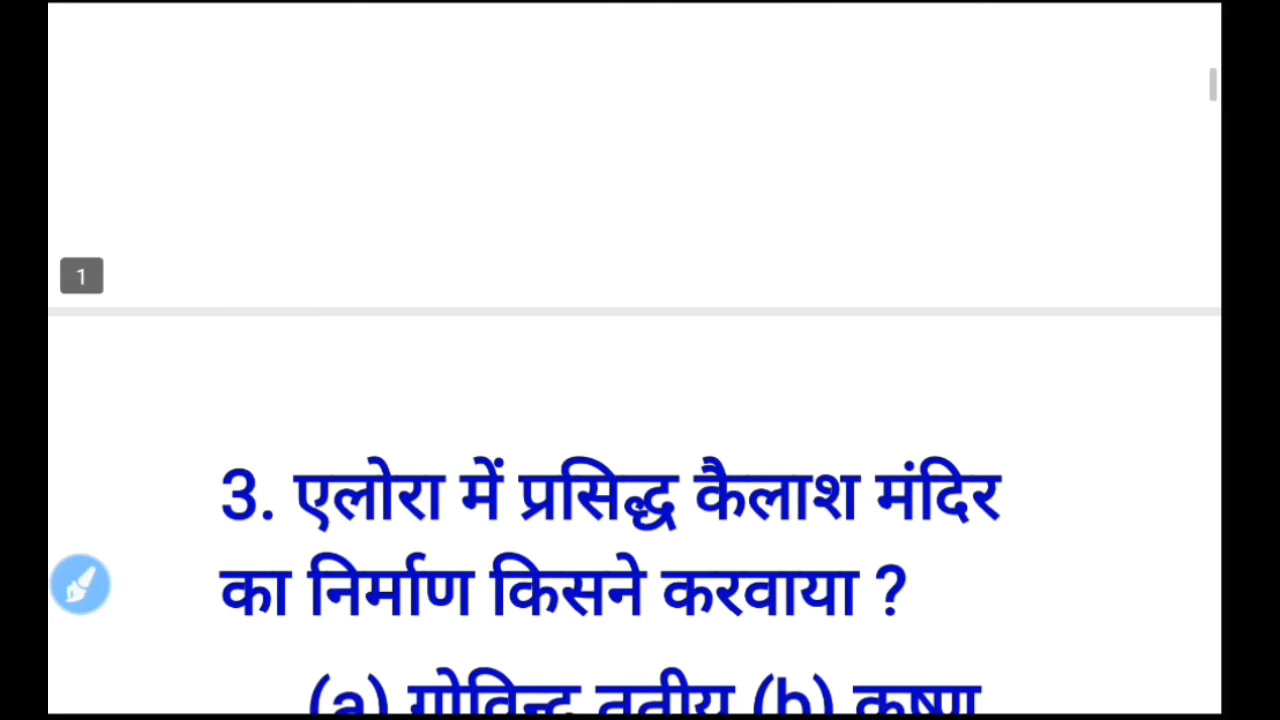 1
3. एलोरा में प्रसिद्ध कैलाश मंदिर
का निर्माण किसने करवाया ?
(a) गोविन्द तृतीय (b) कृष्ण